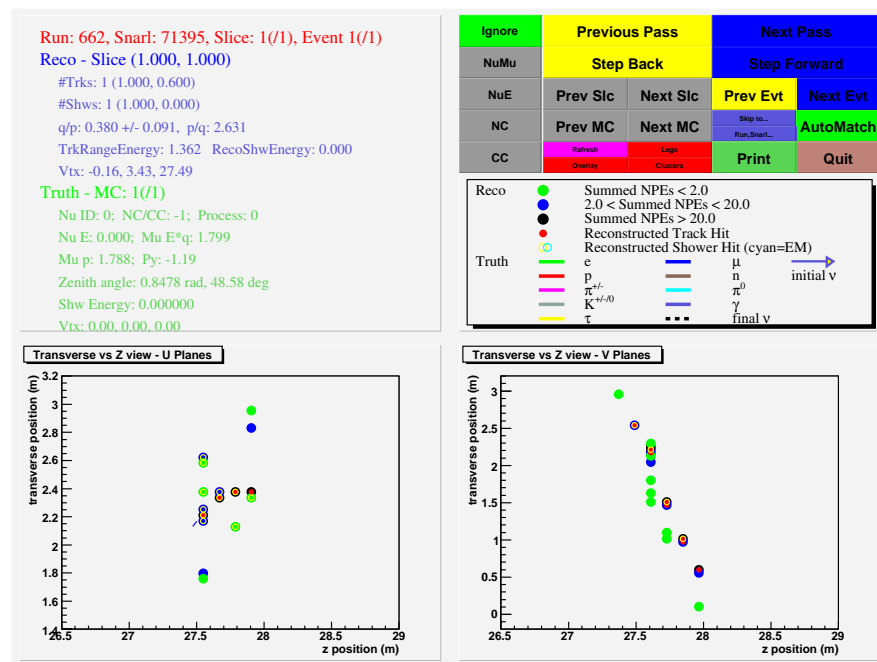 Run: 662, Snarl: 71395, Slice: 1(/1), Event 1(/1)
Reco - Slice (1.000, 1.000)
#Trks: 1 (1.000, 0.600)
#Shws: 1 (1.000, 0.000)
q/p: 0.380 +/- 0.091, p/q: 2.631
TrkRangeEnergy: 1.362 RecoShwEnergy: 0.000
Vtx: -0.16, 3.43, 27.49
Truth - MC: 1(/1)
Nu ID: 0; NC/CC: -1; Process: 0
Nu E: 0.000; Mu E*q: 1.799
Mu p: 1.788; Py: -1.19
Zenith angle: 0.8478 rad, 48.58 deg
Shw Energy: 0.000000
Vtx: 0.00, 0.00, 0.00
Ignore Previous Pass Next Pass
NuMu Step Back Step Forward
NuE Prev Slc Next Slc Prev Evt Next Evt
NC Prev MC Next MC Skip to... Run,Snarl... AutoMatch
CC Refresh Overlay Lego Clusters Print Quit
Reco Summed NPEs < 2.0
2.0 < Summed NPEs < 20.0
Summed NPEs > 20.0
Reconstructed Track Hit
Reconstructed Shower Hit (cyan=EM)
Truth e μ initial ν
p n
π+/- π0
K+/-/0 γ
τ final ν
Transverse vs Z view - U Planes
transverse position (m)
3.2
3
2.8
2.6
2.4
2.2
2
1.8
1.6
1.4
26.5 27 27.5 28 28.5 29
z position (m)
Transverse vs Z view - V Planes
transverse position (m)
3
2.5
2
1.5
1
0.5
0
26.5 27 27.5 28 28.5 29
z position (m)